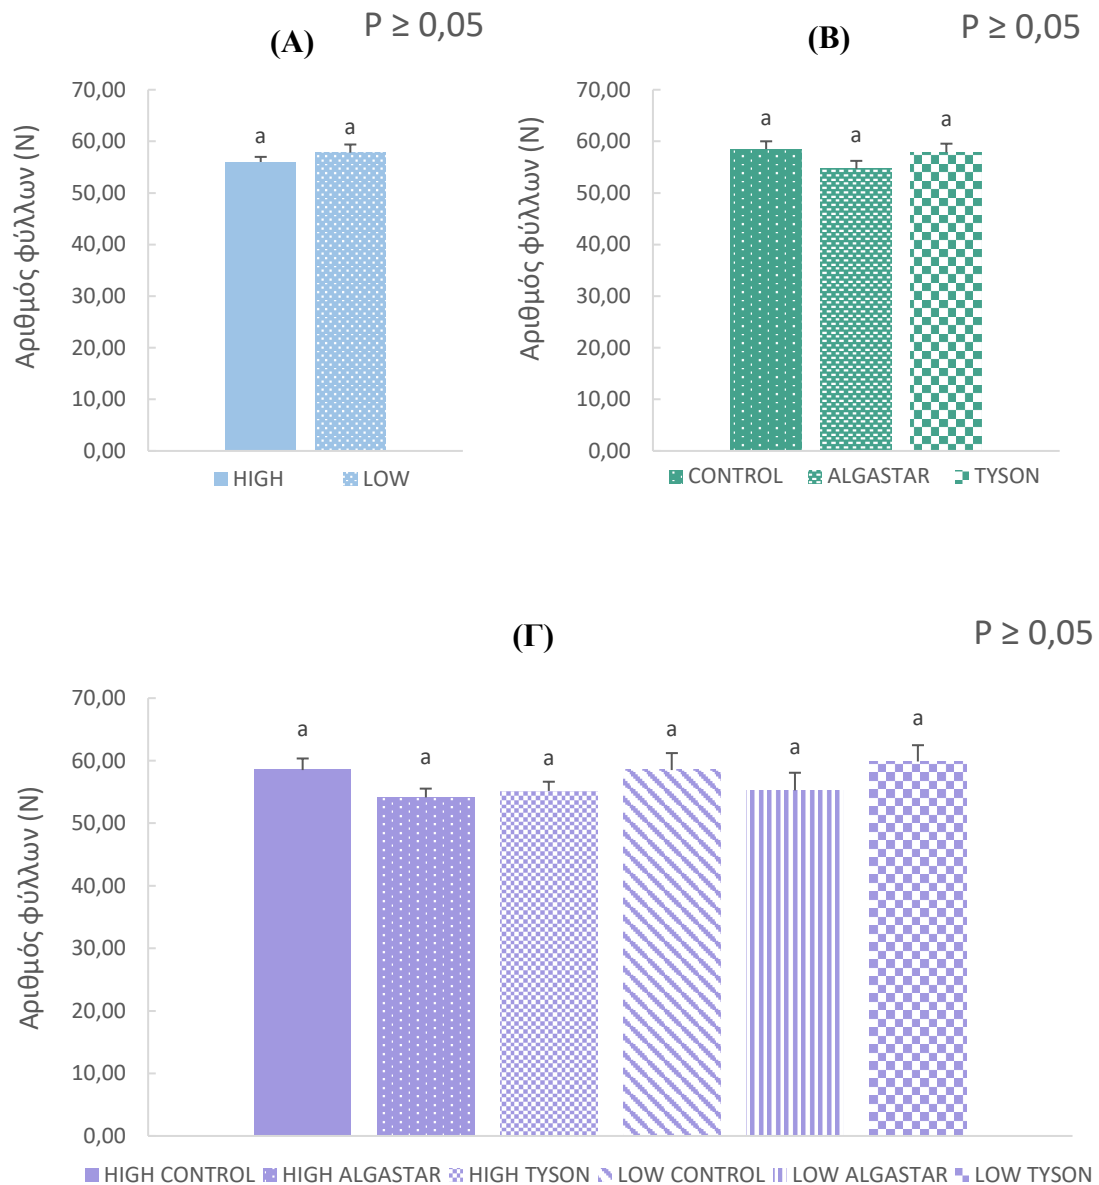 (A)
P ≥ 0,05
Αριθμός φύλλων (N)
70,00
60,00
50,00
40,00
30,00
20,00
10,00
0,00
a
a
HIGH
LOW
(B)
P ≥ 0,05
Αριθμός φύλλων (N)
70,00
60,00
50,00
40,00
30,00
20,00
10,00
0,00
a
a
a
CONTROL
ALGASTAR
TYSON
(Γ)
P ≥ 0,05
Αριθμός φύλλων (N)
70,00
60,00
50,00
40,00
30,00
20,00
10,00
0,00
a
a
a
a
a
a
HIGH CONTROL
HIGH ALGASTAR
HIGH TYSON
LOW CONTROL
LOW ALGASTAR
LOW TYSON